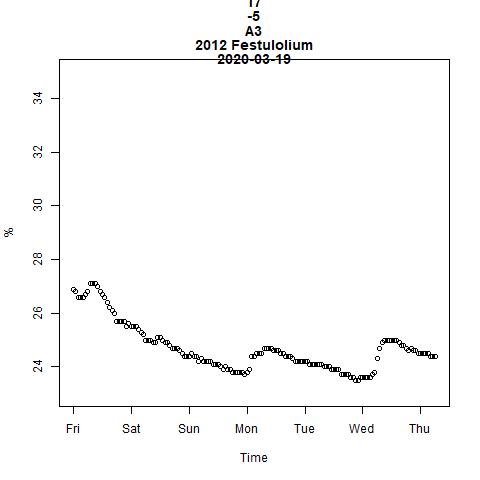 17
-5
A3
2012 Festulolium
2020-03-19
34
32
30
28
26
24
%
Fri Sat Sun Mon Tue Wed Thu
Time